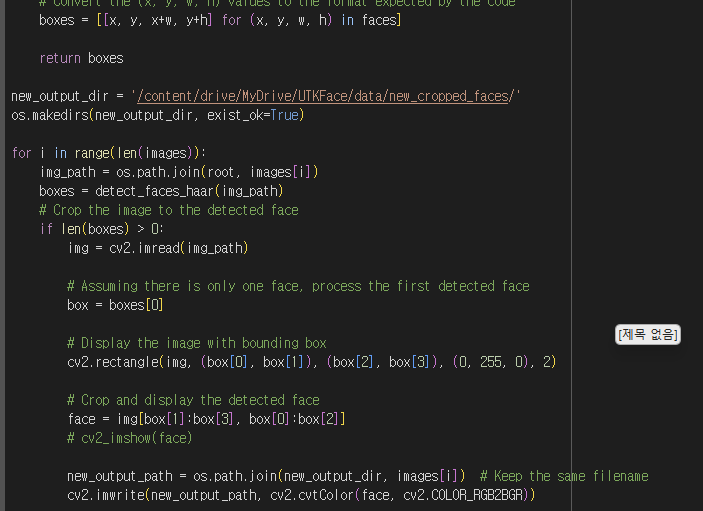 # Convert the (x, y, w, h) values to the format expected by the code
boxes = [[x, y, x+w, y+h] for (x, y, w, h) in faces]
return boxes
new_output_dir = '/content/drive/MyDrive/UTKFace/data/new_cropped_faces/'
os.makedirs(new_output_dir, exist_ok=True)
for i in range(len(images)):
img_path = os.path.join(root, images[i])
boxes = detect_faces_haar(img_path)
# Crop the image to the detected face
if len(boxes) > 0:
img = cv2.imread(img_path)
# Assuming there is only one face, process the first detected face
box = boxes[0]
# Display the image with bounding box
cv2.rectangle(img, (box[0], box[1]), (box[2], box[3]), (0, 255, 0), 2)
# Crop and display the detected face
face = img[box[1]:box[3], box[0]:box[2]]
# cv2_imshow(face)
new_output_path = os.path.join(new_output_dir, images[i])  # Keep the same filename
cv2.imwrite(new_output_path, cv2.cvtColor(face, cv2.COLOR_RGB2BGR))
[제목 없음]